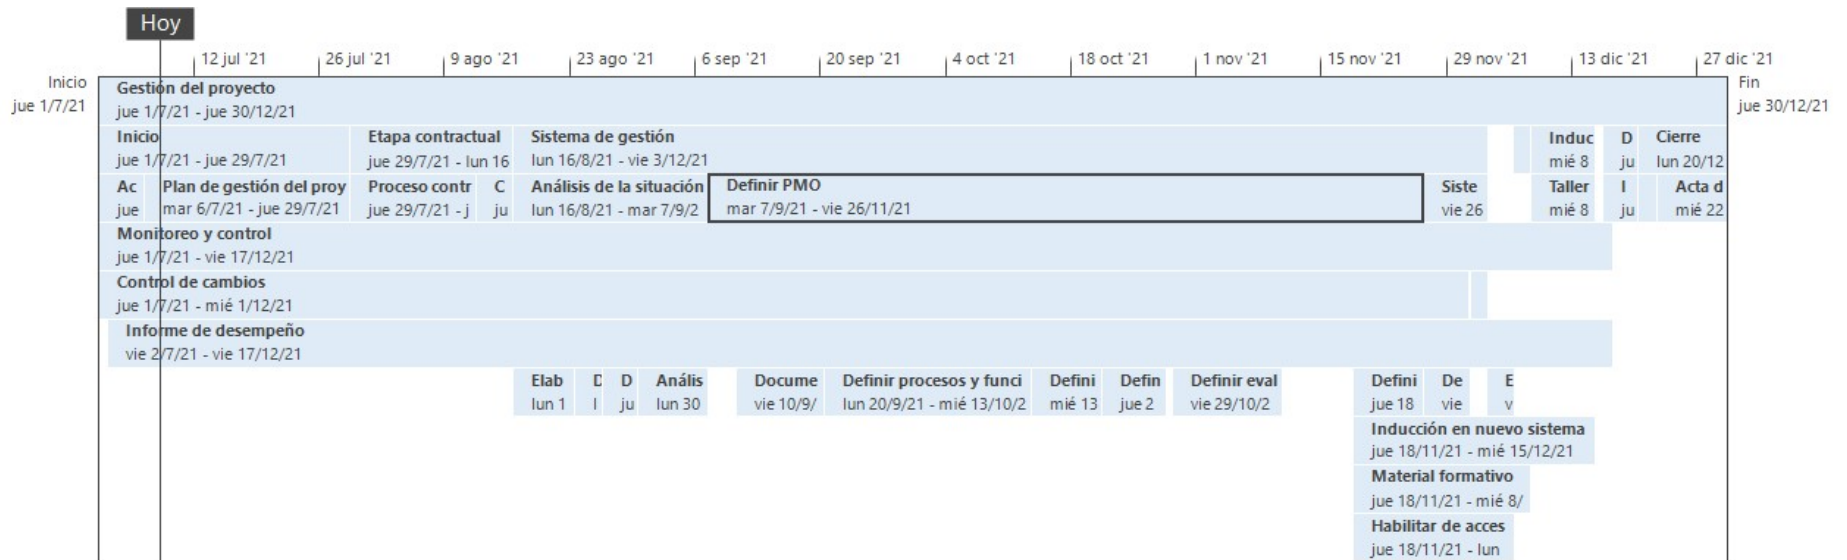 Hoy
12 jul '21
26 jul '21
9 ago '21
23 ago '21
6 sep '21
20 sep '21
4 oct '21
18 oct '21
1 nov '21
15 nov '21
29 nov '21
13 dic '21
27 dic '21
Inicio
jue 1/7/21
Fin
jue 30/12/21
Gestión del proyecto
jue 1/7/21 - jue 30/12/21
Inicio
jue 1/7/21 - jue 29/7/21
Etapa contractual
jue 29/7/21 - lun 16
Sistema de gestión
lun 16/8/21 - vie 3/12/21
Induc
mié 8
D
ju
Cierre
lun 20/12
Ac
jue
Plan de gestión del proy
mar 6/7/21 - jue 29/7/21
Proceso contr
jue 29/7/21 - j
C
ju
Análisis de la situación
lun 16/8/21 - mar 7/9/2
Definir PMO
mar 7/9/21 - vie 26/11/21
Siste
vie 26
Taller
mié 8
I
ju
Acta d
mié 22
Monitoreo y control
jue 1/7/21 - vie 17/12/21
Control de cambios
jue 1/7/21 - mié 1/12/21
Informe de desempeño
vie 2/7/21 - vie 17/12/21
Elab
lun 1
D
l
D
ju
Anális
lun 30
Docume
vie 10/9/
Definir procesos y funci
lun 20/9/21 - mié 13/10/2
Defini
mié 13
Defin
jue 2
Definir eval
vie 29/10/2
Defini
jue 18
De
vie
E
v
Inducción en nuevo sistema
jue 18/11/21 - mié 15/12/21
Material formativo
jue 18/11/21 - mié 8/
Habilitar de acces
jue 18/11/21 - lun